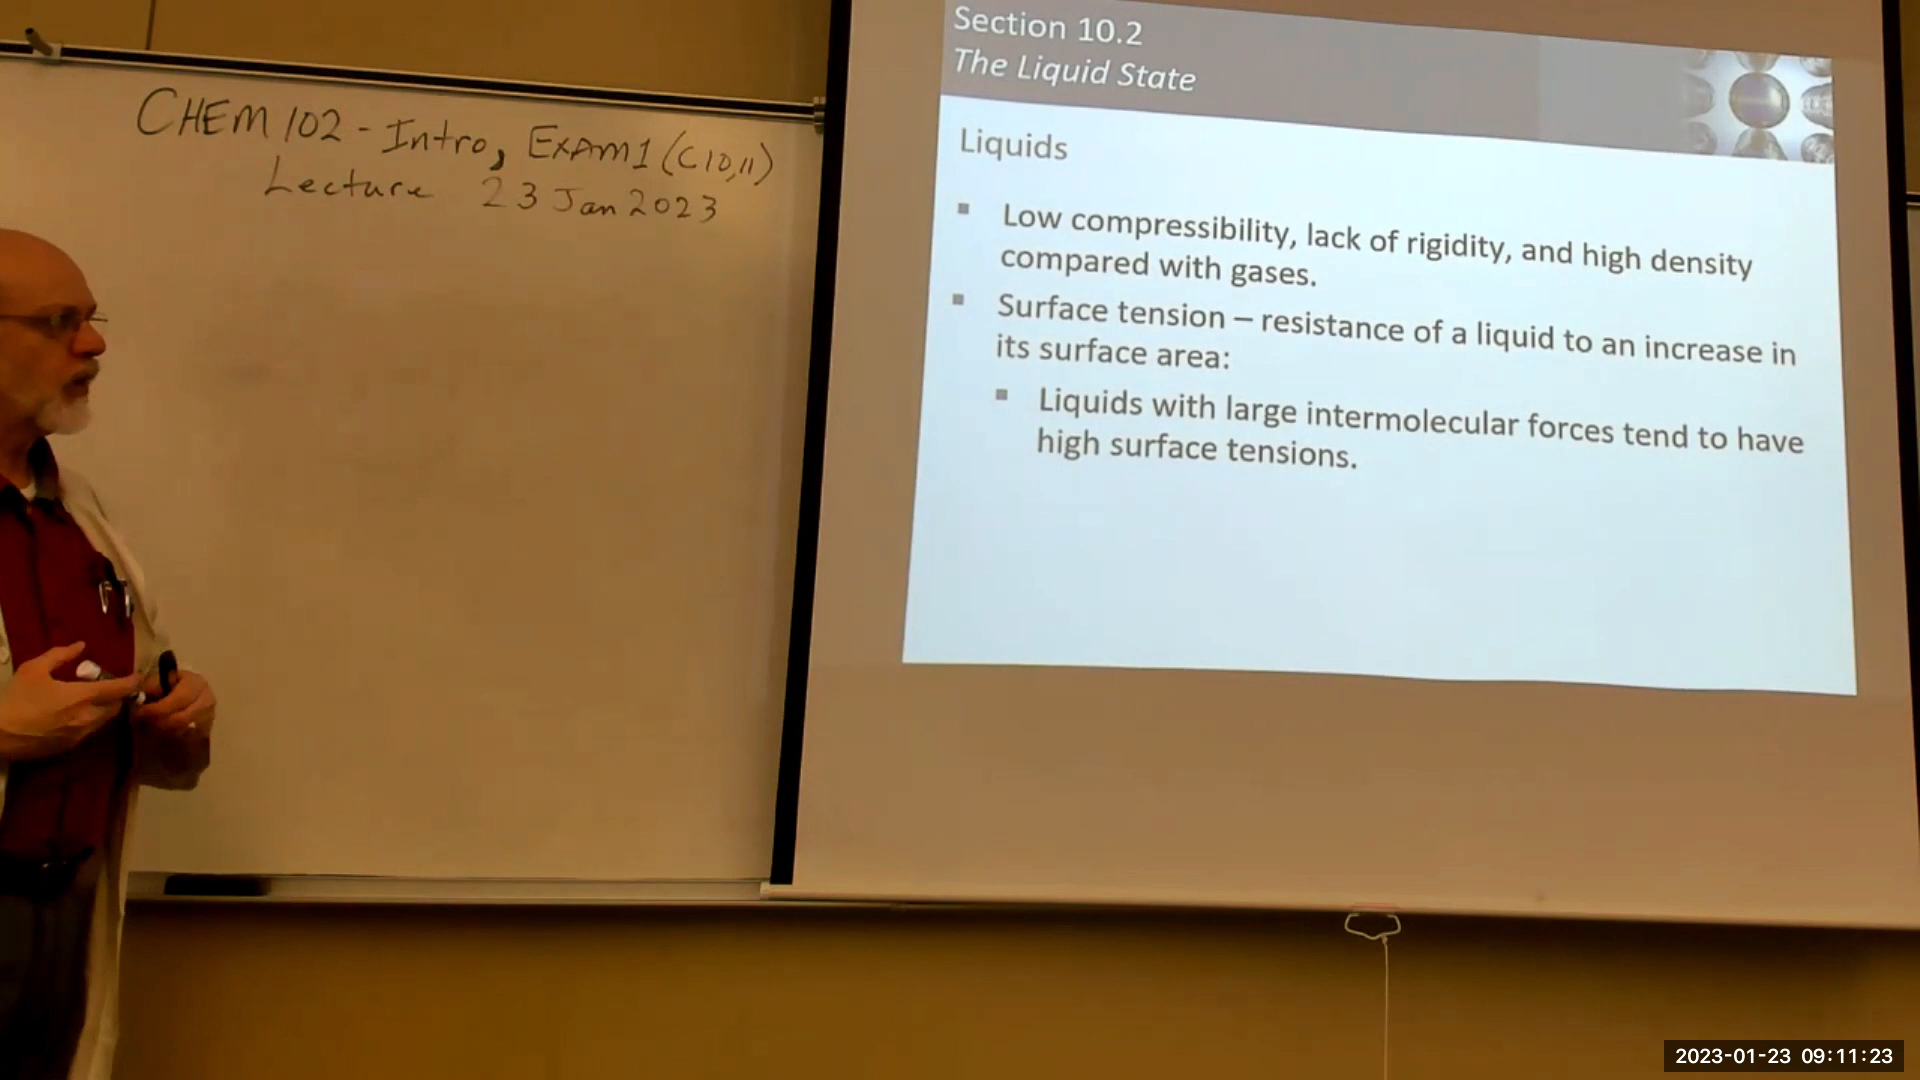 CHEM 102 - Intro, EXAM 1 (C10,11)
Lecture 23 Jan 2023
Section 10.2
The Liquid State
Liquids
▪ Low compressibility, lack of rigidity, and high density
compared with gases.
▪ Surface tension – resistance of a liquid to an increase in
its surface area:
▪ Liquids with large intermolecular forces tend to have
high surface tensions.
2023-01-23 09:11:23